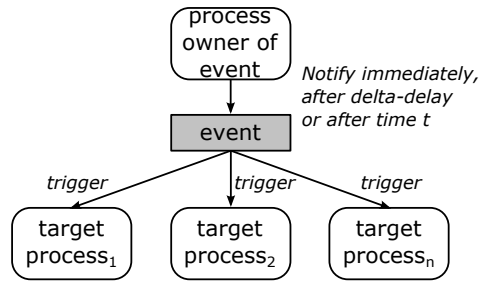 process
owner of
event
Notify immediately,
after delta-delay
or after time t
event
trigger
trigger
trigger
target
process₁
target
process₂
target
processₙ